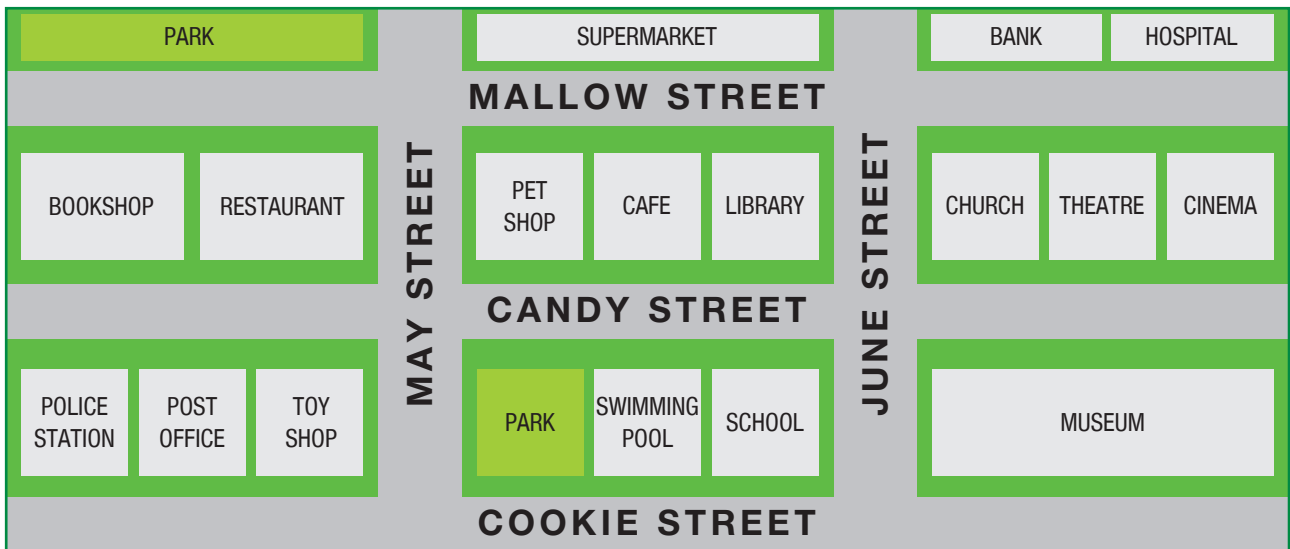 PARK
SUPERMARKET
BANK
HOSPITAL
MALLOW STREET
BOOKSHOP
RESTAURANT
MAY STREET
PET
SHOP
CAFE
LIBRARY
JUNE STREET
CHURCH
THEATRE
CINEMA
CANDY STREET
POLICE
STATION
POST
OFFICE
TOY
SHOP
PARK
SWIMMING
POOL
SCHOOL
MUSEUM
COOKIE STREET